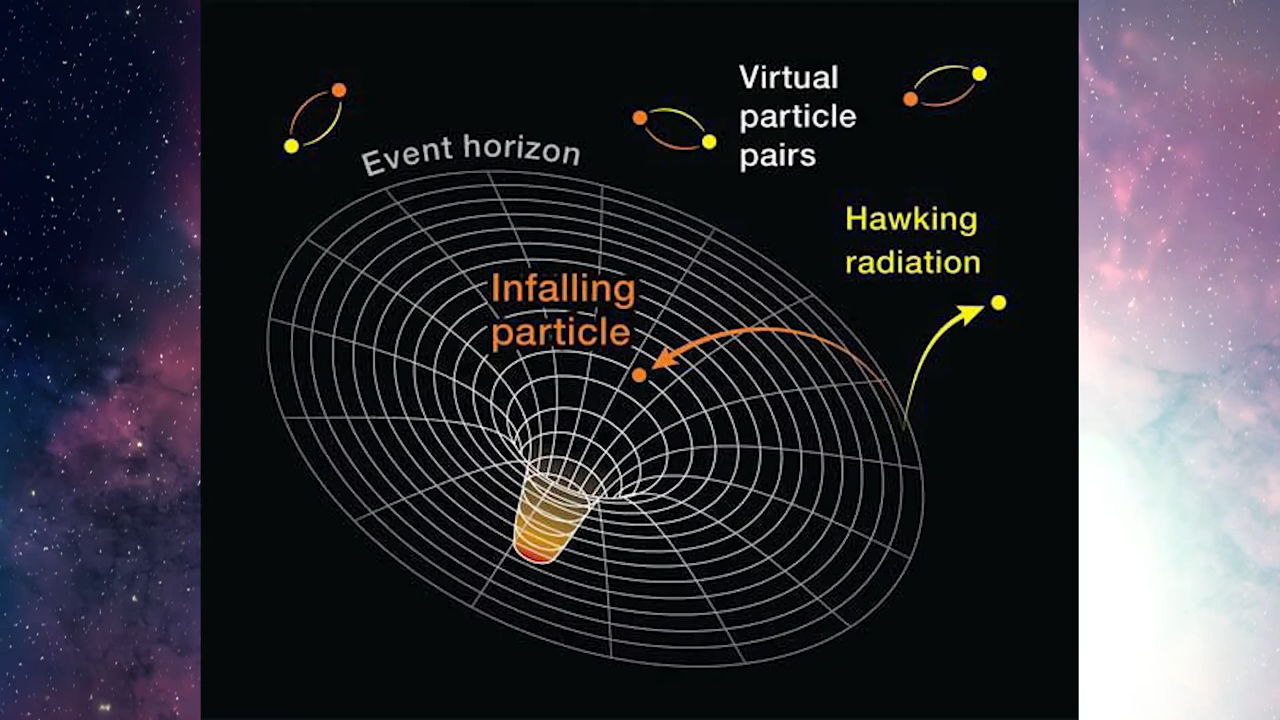 Virtual
particle
pairs
Event horizon
Hawking
radiation
Infalling
particle